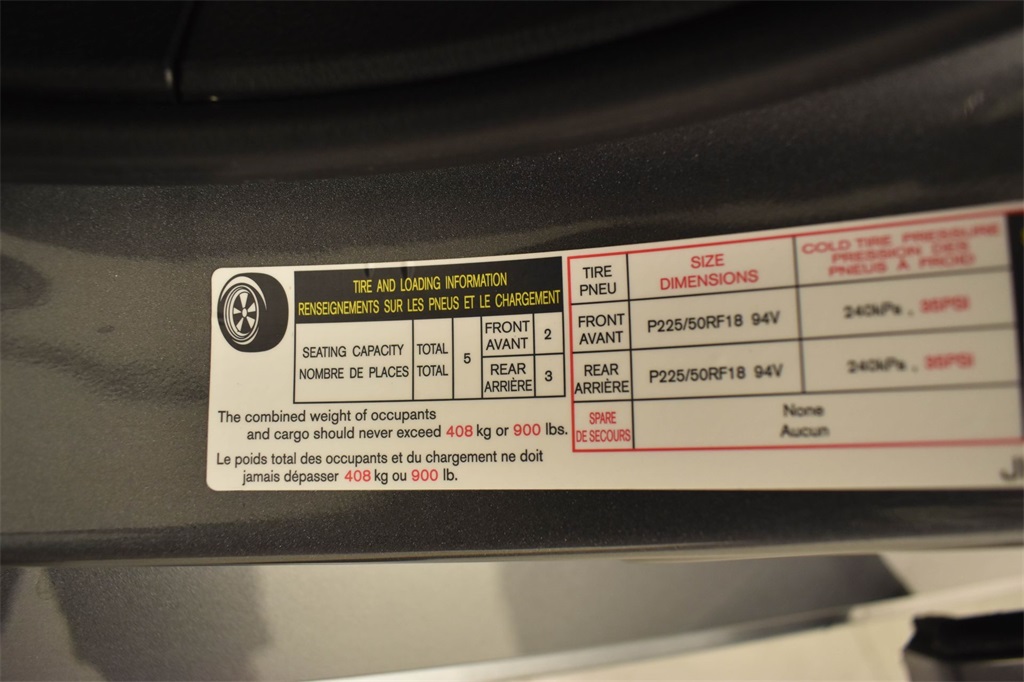 TIRE AND LOADING INFORMATION
RENSEIGNEMENTS SUR LES PNEUS ET LE CHARGEMENT
SEATING CAPACITY
NOMBRE DE PLACES
TOTAL
TOTAL
5
FRONT
AVANT
2
REAR
ARRIÈRE
3
The combined weight of occupants
and cargo should never exceed 408 kg or 900 lbs.
Le poids total des occupants et du chargement ne doit
jamais dépasser 408 kg ou 900 lb.
TIRE
PNEU
SIZE
DIMENSIONS
COLD TIRE PRESSURE
PRESSION DES
PNEUS À FROID
FRONT
AVANT
P225/50RF18 94V
240kPa, 35PSI
REAR
ARRIÈRE
P225/50RF18 94V
240kPa, 35PSI
SPARE
DE SECOURS
None
Aucun